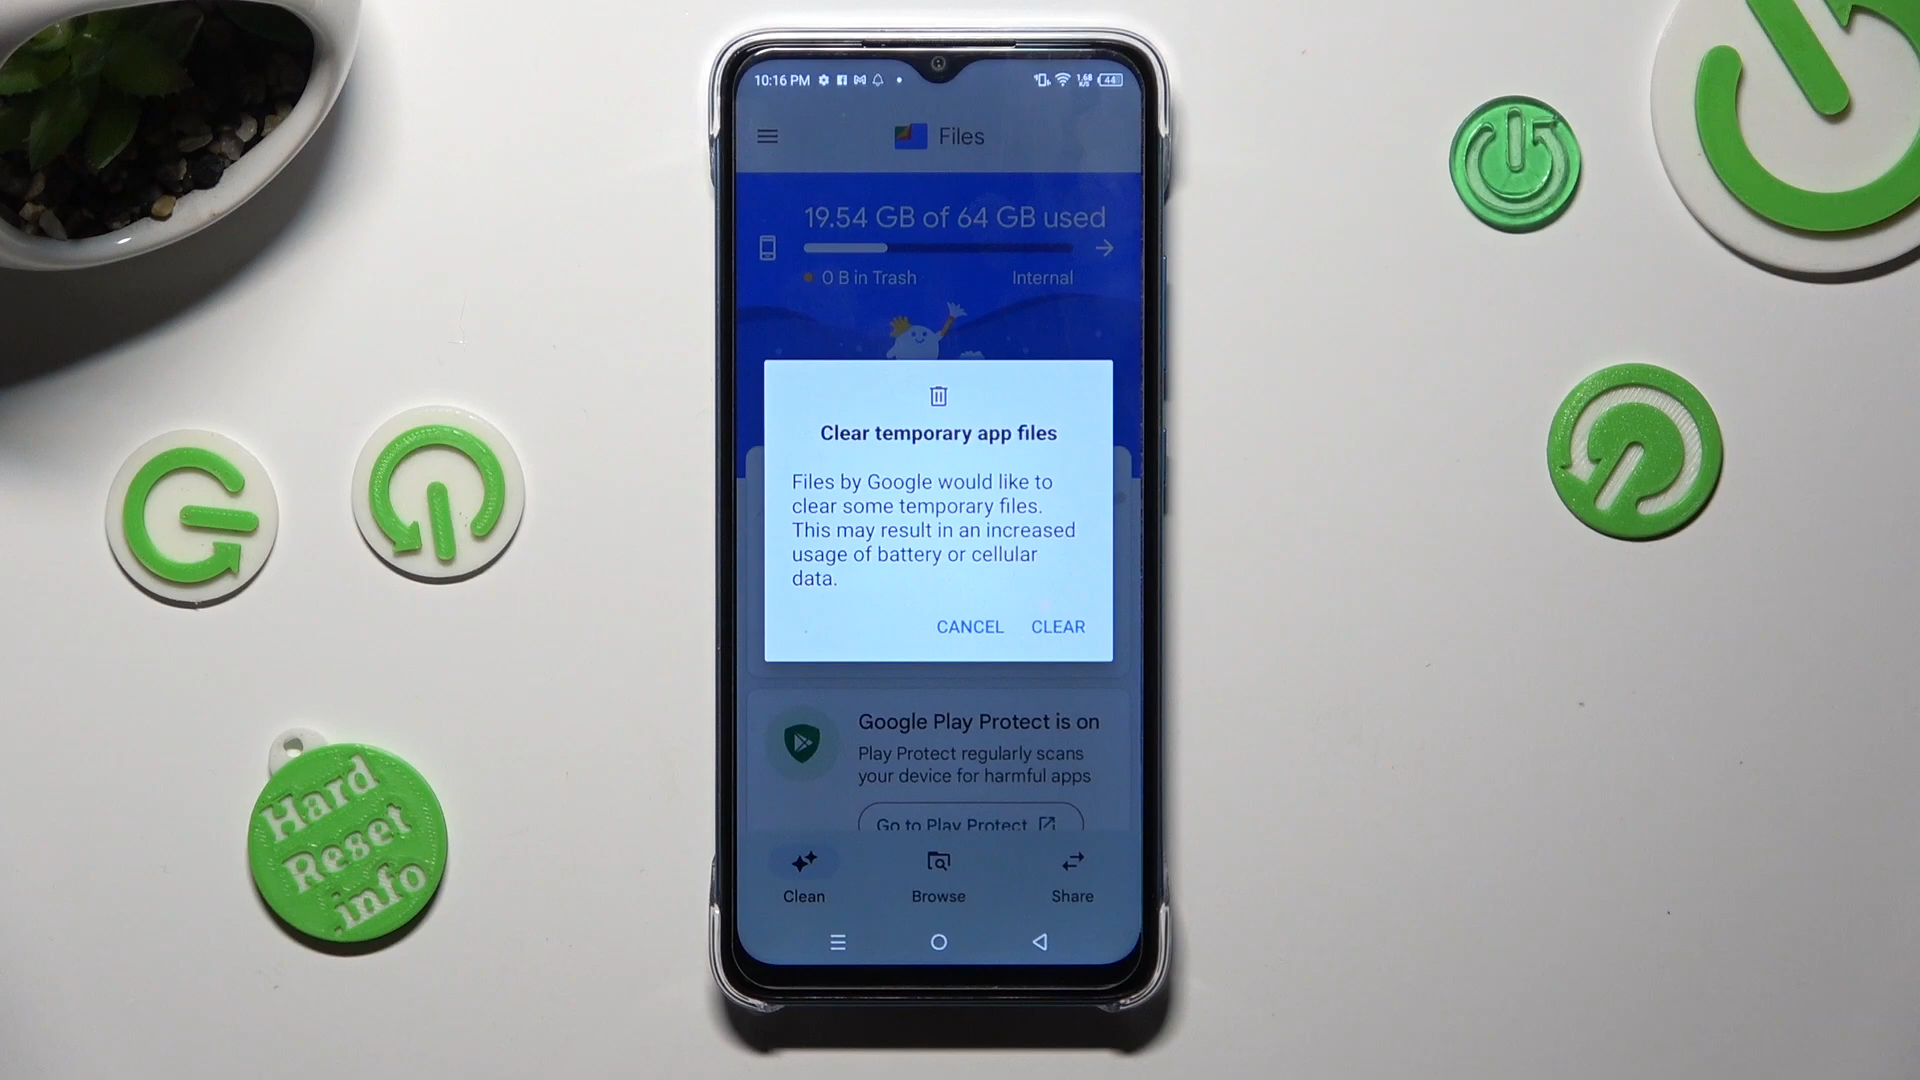 10:16 PM
1.68
K/S
44
Files
19.54 GB of 64 GB used
0 B in Trash
Internal
Clear temporary app files
Files by Google would like to
clear some temporary files.
This may result in an increased
usage of battery or cellular
data.
CANCEL
CLEAR
Google Play Protect is on
Play Protect regularly scans
your device for harmful apps
Go to Play Protect
Clean
Browse
Share
Hard
Reset
.info